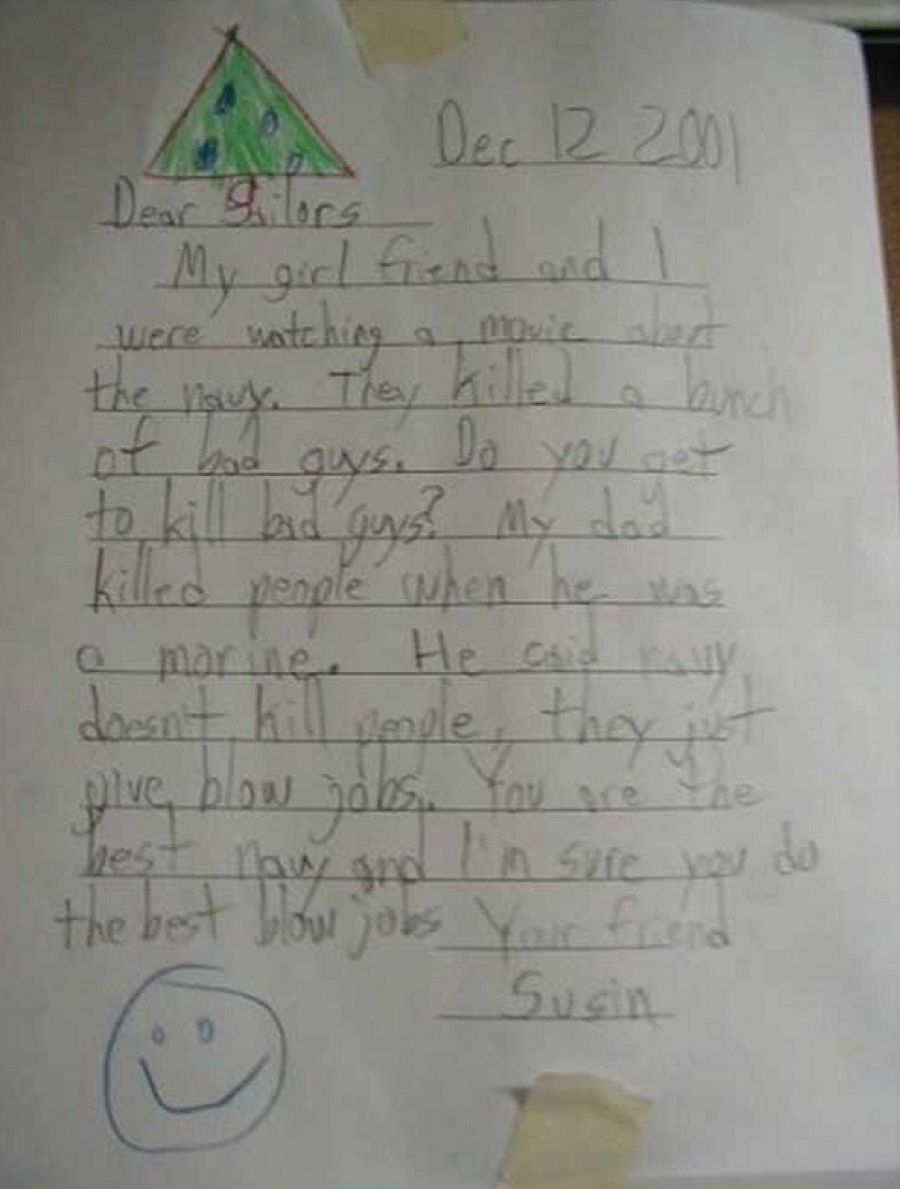 Dec 12 2001
Dear Sailors
My girl friend and I
were watching a movie about
the navy. They killed a bunch
of bad guys. Do you get
to kill bad guys? My dad
killed people when he was
a marine. He said navy
doesn't kill people, they just
give blow jobs. You are the
best navy and I'm sure you do
the best blow jobs Your friend
Susin